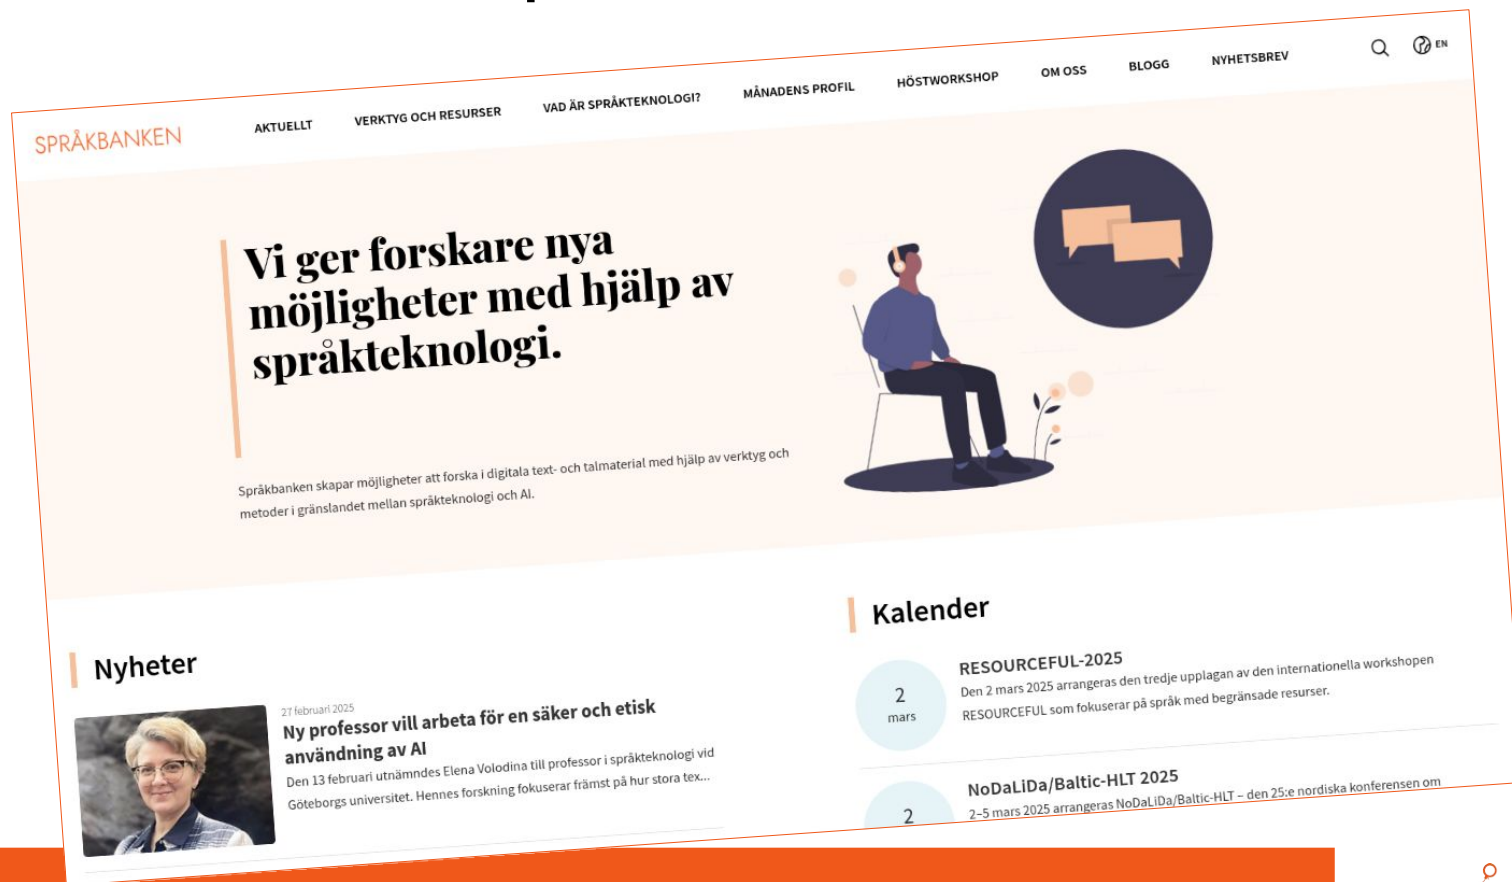 SPRÅKBANKEN
AKTUELLT
VERKTYG OCH RESURSER
VAD ÄR SPRÅKTEKNOLOGI?
MÅNADENS PROFIL
HÖSTWORKSHOP
OM OSS
BLOGG
NYHETSBREV
EN
Vi ger forskare nya
möjligheter med hjälp av
språkteknologi.
Språkbanken skapar möjligheter att forska i digitala text- och talmaterial med hjälp av verktyg och
metoder i gränslandet mellan språkteknologi och AI.
Nyheter
27 februari 2025
Ny professor vill arbeta för en säker och etisk
användning av AI
Den 13 februari utnämndes Elena Volodina till professor i språkteknologi vid
Göteborgs universitet. Hennes forskning fokuserar främst på hur stora tex...
Kalender
2
mars
RESOURCEFUL-2025
Den 2 mars 2025 arrangeras den tredje upplagan av den internationella workshopen
RESOURCEFUL som fokuserar på språk med begränsade resurser.
2
NoDaLiDa/Baltic-HLT 2025
2–5 mars 2025 arrangeras NoDaLiDa/Baltic-HLT – den 25:e nordiska konferensen om